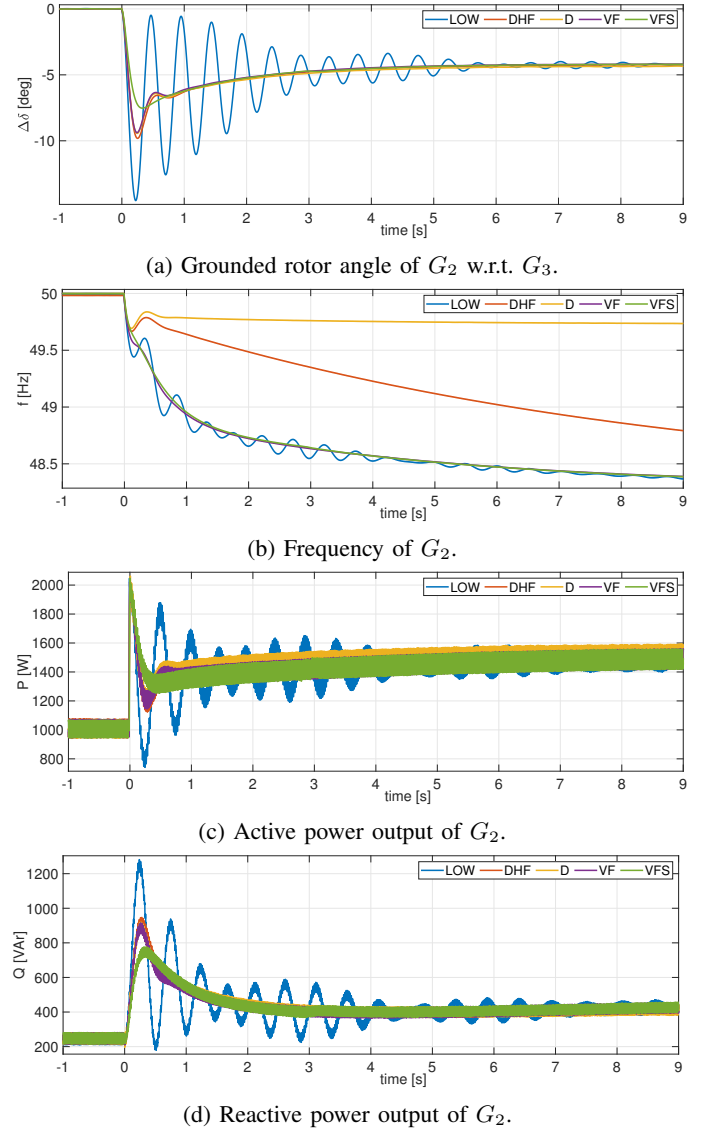 0
-5
-10
Δδ [deg]
LOW DHF D VF VFS
-1 0 1 2 3 4 5 6 7 8 9
time [s]
(a) Grounded rotor angle of G2 w.r.t. G3.
50
49.5
49
48.5
f [Hz]
LOW DHF D VF VFS
-1 0 1 2 3 4 5 6 7 8 9
time [s]
(b) Frequency of G2.
2000
1800
1600
1400
1200
1000
800
P [W]
LOW DHF D VF VFS
-1 0 1 2 3 4 5 6 7 8 9
time [s]
(c) Active power output of G2.
1200
1000
800
600
400
200
Q [VAr]
LOW DHF D VF VFS
-1 0 1 2 3 4 5 6 7 8 9
time [s]
(d) Reactive power output of G2.